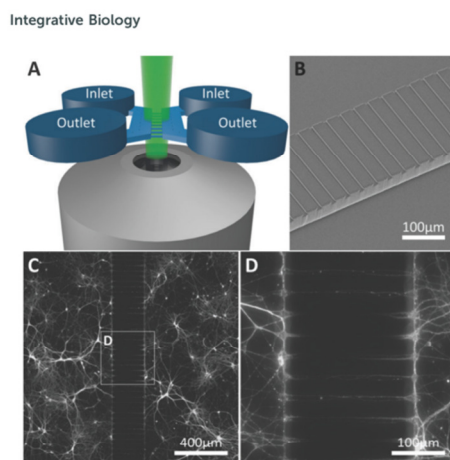 Integrative Biology
A
Inlet
Inlet
Outlet
Outlet
B
100µm
C
D
400µm
D
100µm